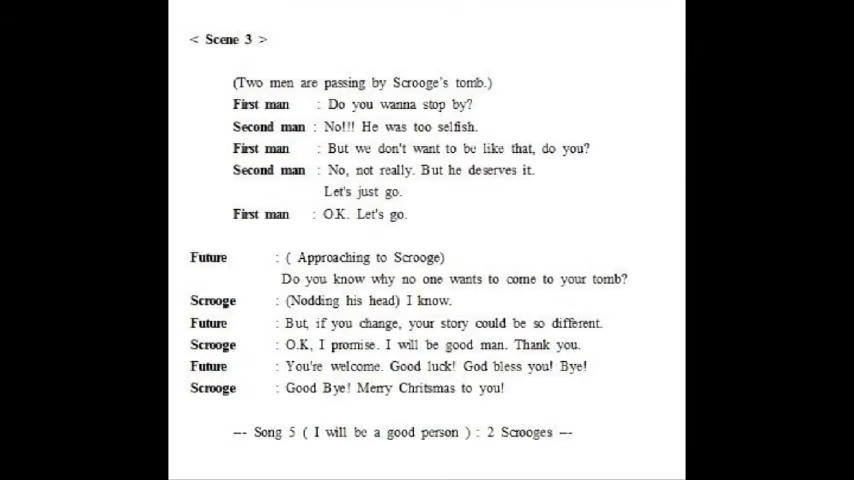 < Scene 3 >
(Two men are passing by Scrooge's tomb.)
First man : Do you wanna stop by?
Second man : No!!! He was too selfish.
First man : But we don't want to be like that, do you?
Second man : No, not really. But he deserves it.
Let's just go.
First man : O.K. Let's go.
Future : ( Approaching to Scrooge)
Do you know why no one wants to come to your tomb?
Scrooge : (Nodding his head) I know.
Future : But, if you change, your story could be so different.
Scrooge : O.K, I promise. I will be good man. Thank you.
Future : You're welcome. Good luck! God bless you! Bye!
Scrooge : Good Bye! Merry Chritsmas to you!
--- Song 5 ( I will be a good person ) : 2 Scrooges ---